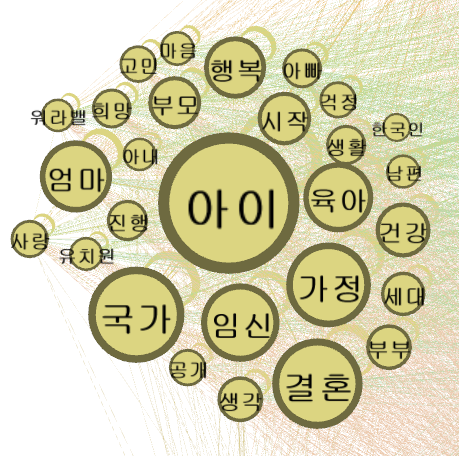 마음
고민
행복
아빠
부모
걱정
희망
워라밸
시작
한국인
생활
아내
남편
엄마
아이
육아
진행
건강
사랑
유치원
가정
세대
국가
임신
부부
공개
결혼
생각